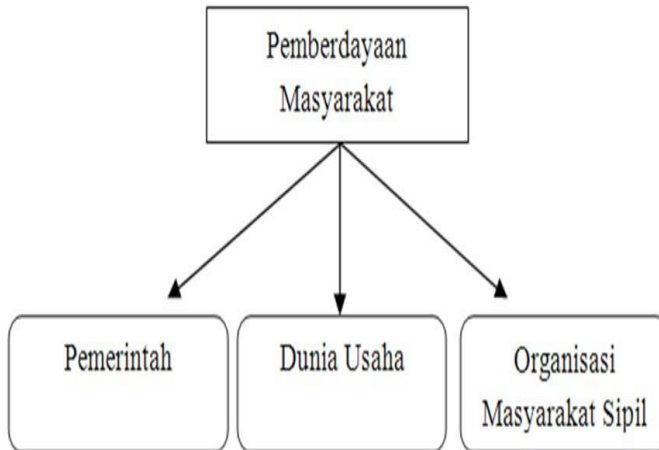 Pemberdayaan
Masyarakat
Pemerintah
Dunia Usaha
Organisasi
Masyarakat Sipil